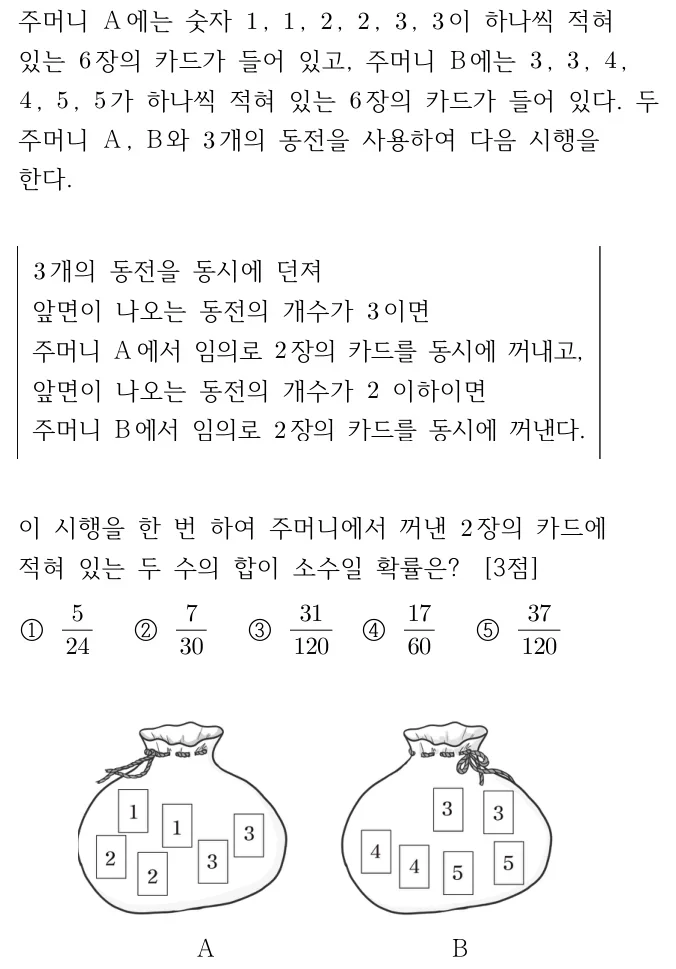 주머니 A에는 숫자 1, 1, 2, 2, 3, 3이 하나씩 적혀
있는 6장의 카드가 들어 있고, 주머니 B에는 3, 3, 4,
4, 5, 5가 하나씩 적혀 있는 6장의 카드가 들어 있다. 두
주머니 A, B와 3개의 동전을 사용하여 다음 시행을
한다.
3개의 동전을 동시에 던져
앞면이 나오는 동전의 개수가 3이면
주머니 A에서 임의로 2장의 카드를 동시에 꺼내고,
앞면이 나오는 동전의 개수가 2 이하이면
주머니 B에서 임의로 2장의 카드를 동시에 꺼낸다.
이 시행을 한 번 하여 주머니에서 꺼낸 2장의 카드에
적혀 있는 두 수의 합이 소수일 확률은? [3점]
① 5/24 ② 7/30 ③ 31/120 ④ 17/60 ⑤ 37/120
1 1 3
2 2 3
3 3
4 4 5 5
A B